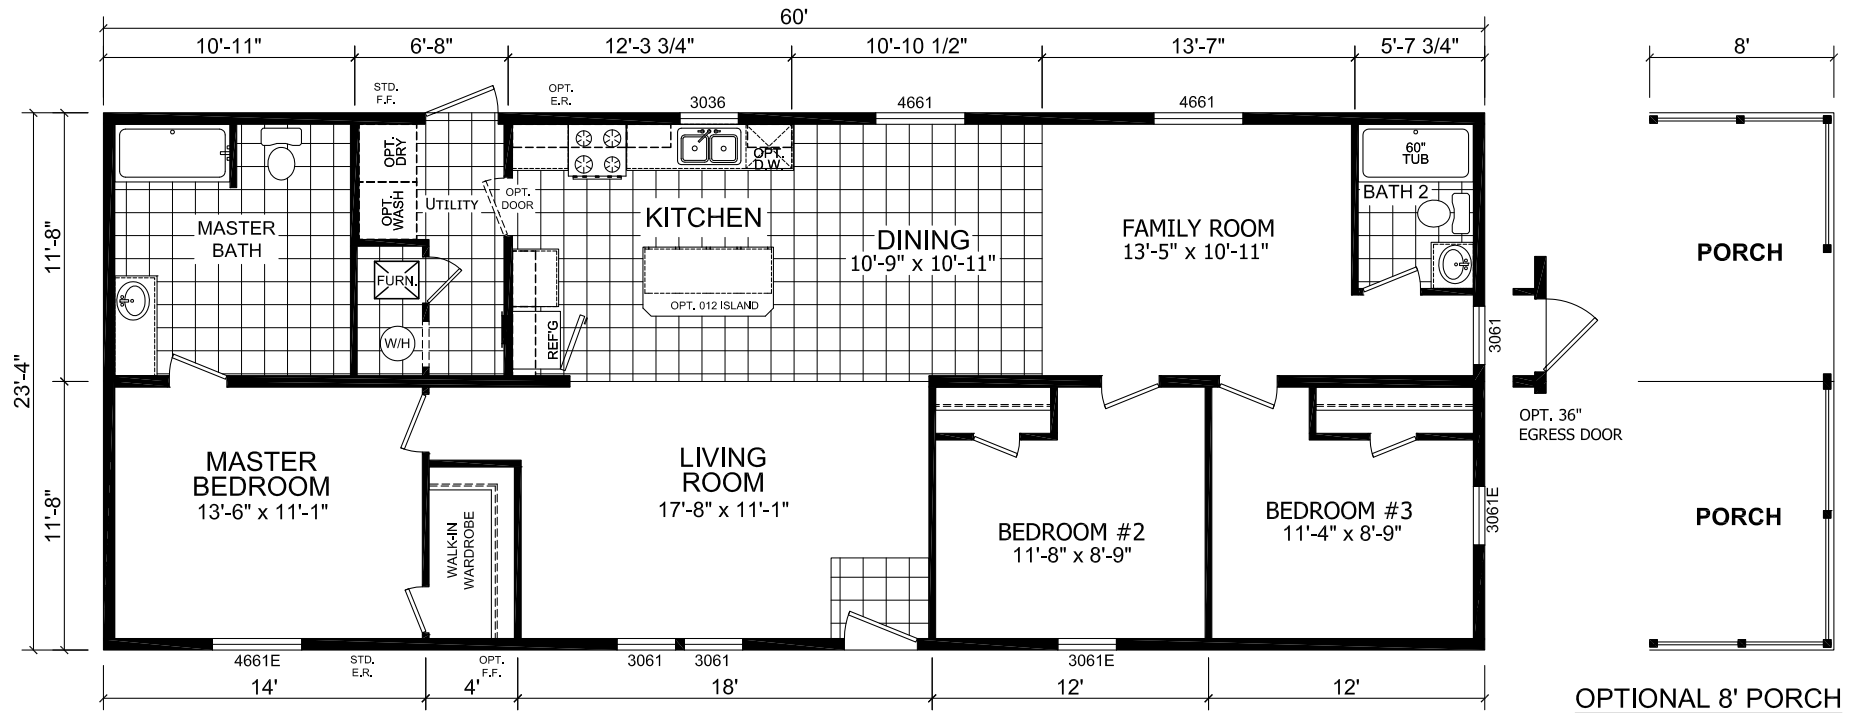 60'
10'-11"
6'-8"
12'-3 3/4"
10'-10 1/2"
13'-7"
5'-7 3/4"
8'
STD.
F.F.
OPT.
E.R.
3036
4661
4661
OPT.
DRY
OPT.
WASH
UTILITY
OPT.
DOOR
OPT.
D.W.
60"
TUB
BATH 2
MASTER
BATH
KITCHEN
DINING
10'-9" x 10'-11"
FAMILY ROOM
13'-5" x 10'-11"
PORCH
11'-8"
FURN.
OPT. 012 ISLAND
W/H
REF'G
3061
23'-4"
OPT. 36"
EGRESS DOOR
MASTER
BEDROOM
13'-6" x 11'-1"
LIVING
ROOM
17'-8" x 11'-1"
WALK-IN
WARDROBE
BEDROOM #2
11'-8" x 8'-9"
BEDROOM #3
11'-4" x 8'-9"
3061E
PORCH
11'-8"
4661E
STD.
E.R.
OPT.
F.F.
3061
3061
3061E
14'
4'
18'
12'
12'
OPTIONAL 8' PORCH